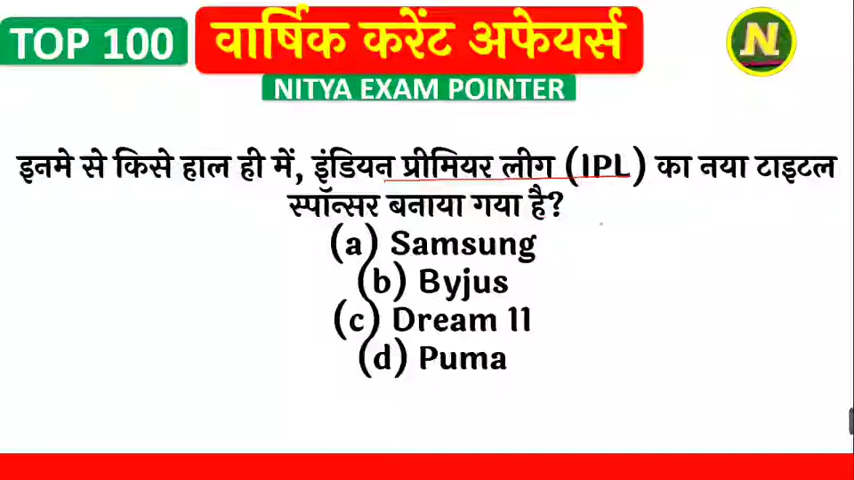 TOP 100
वार्षिक करेंट अफेयर्स
N
NITYA EXAM POINTER
इनमे से किसे हाल ही में, इंडियन प्रीमियर लीग (IPL) का नया टाइटल
स्पॉन्सर बनाया गया है?
(a) Samsung
(b) Byjus
(c) Dream 11
(d) Puma